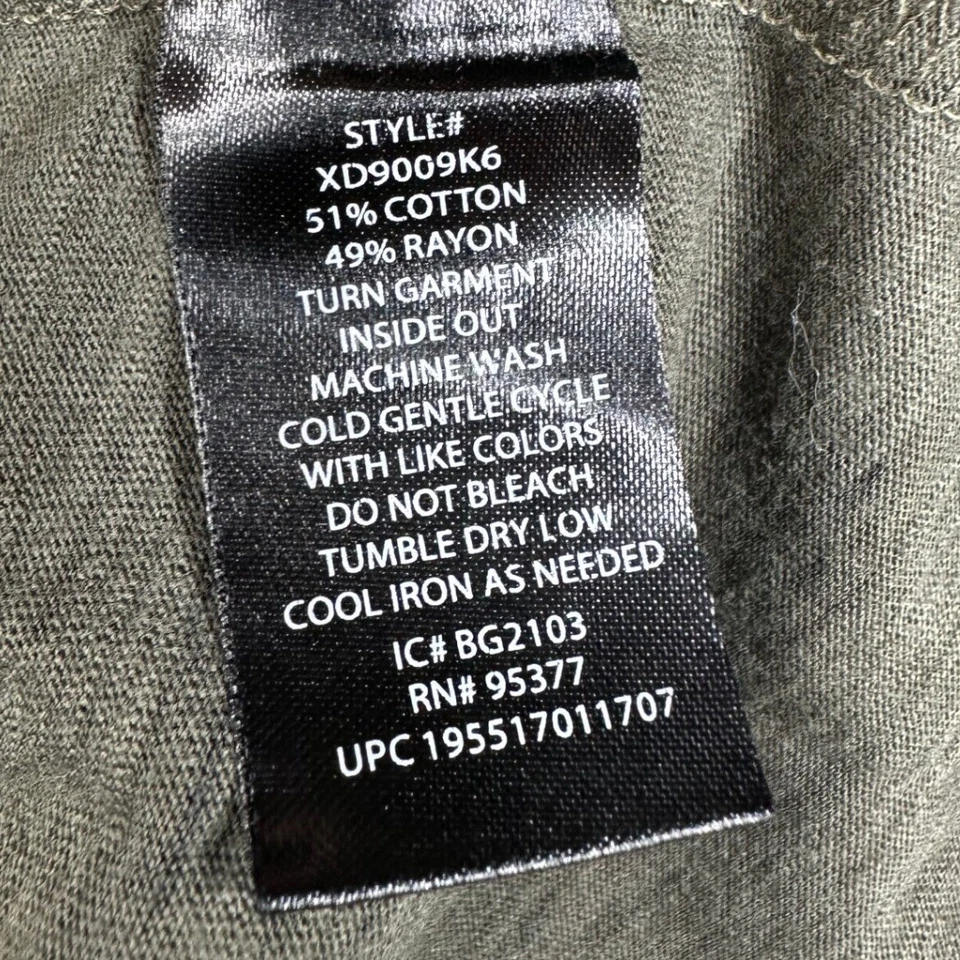 STYLE#
XD9009K6
51% COTTON
49% RAYON
TURN GARMENT
INSIDE OUT
MACHINE WASH
COLD GENTLE CYCLE
WITH LIKE COLORS
DO NOT BLEACH
TUMBLE DRY LOW
COOL IRON AS NEEDED
IC# BG2103
RN# 95377
UPC 195517011707